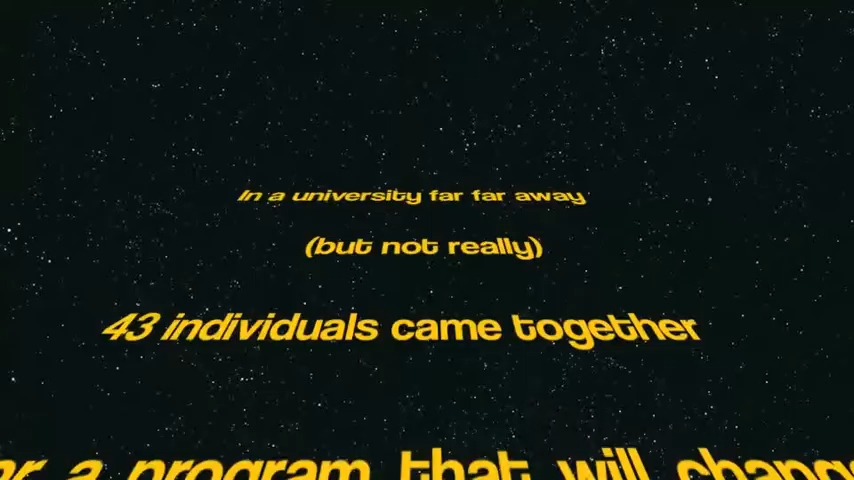 In a university far far away
(but not really)
43 individuals came together
a program that will